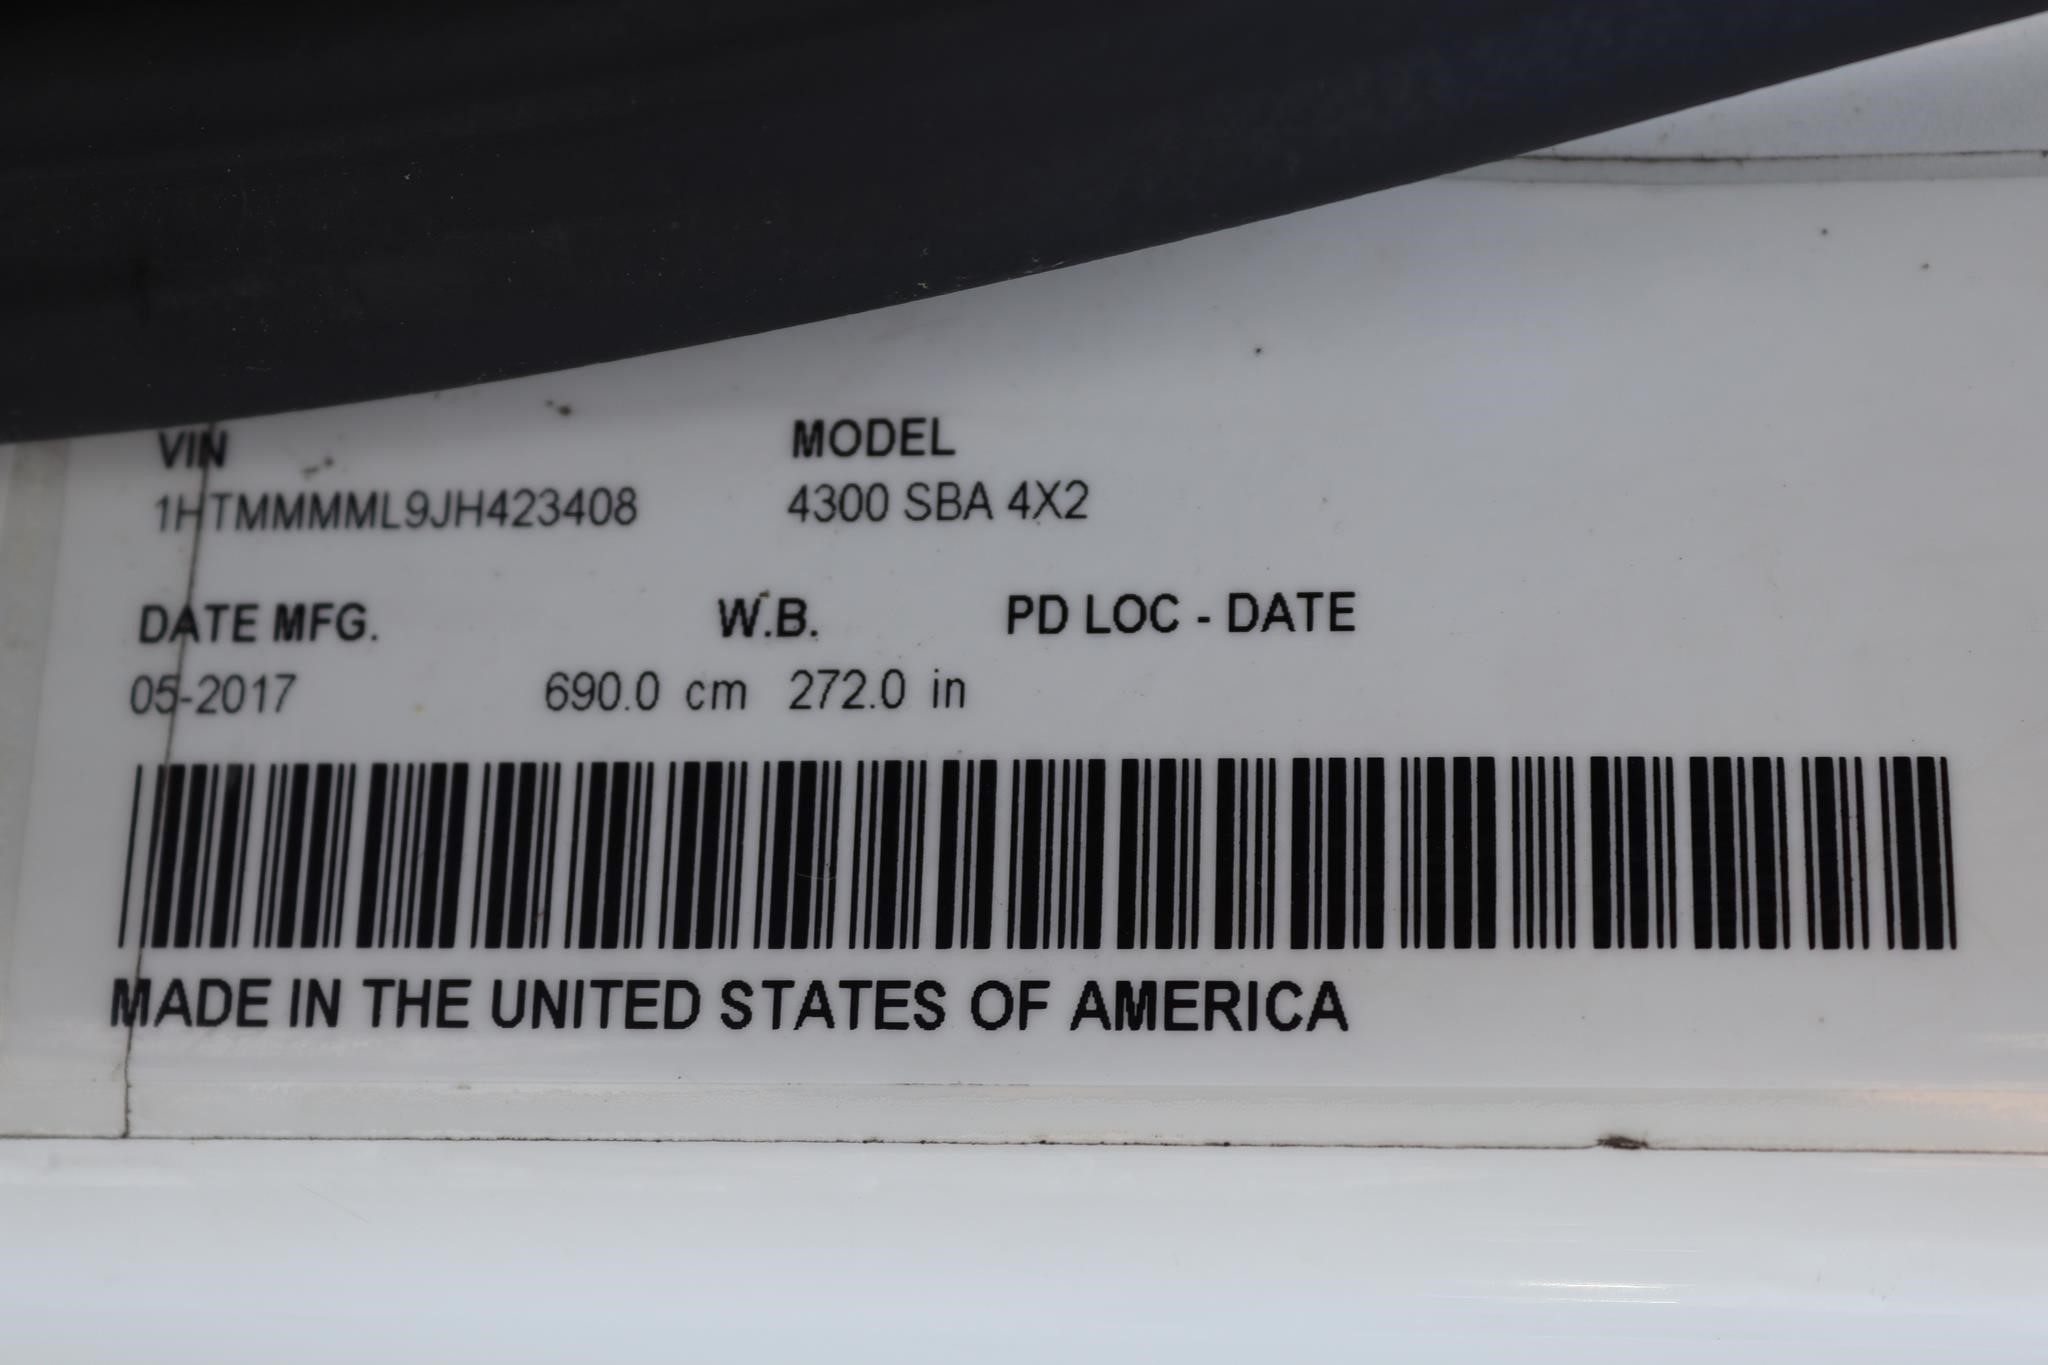 VIN MODEL
1HTMMMML9JH423408 4300 SBA 4X2
DATE MFG. W.B. PD LOC - DATE
05-2017 690.0 cm 272.0 in
MADE IN THE UNITED STATES OF AMERICA